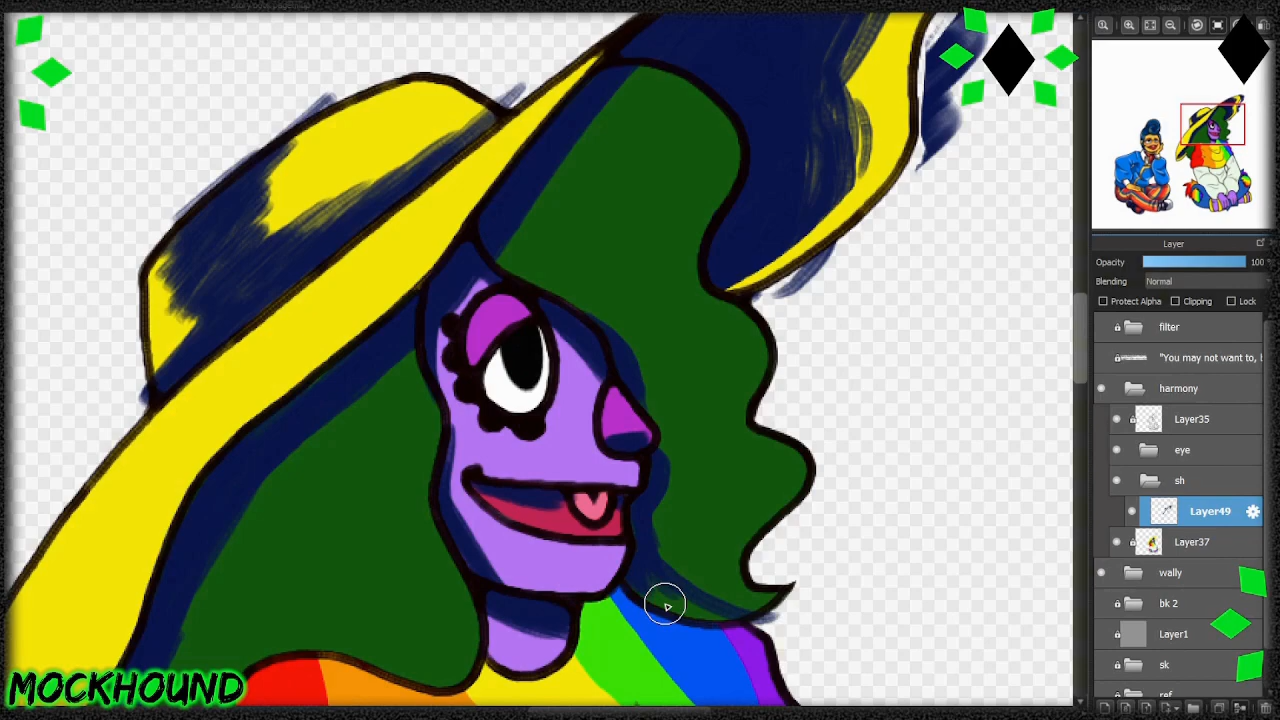 Layer
Opacity 100
Blending Normal
Protect Alpha Clipping Lock
filter
"You may not want to,
harmony
Layer35
eye
sh
Layer49
Layer37
wally
bk 2
Layer1
sk
ref
MOCKHOUND